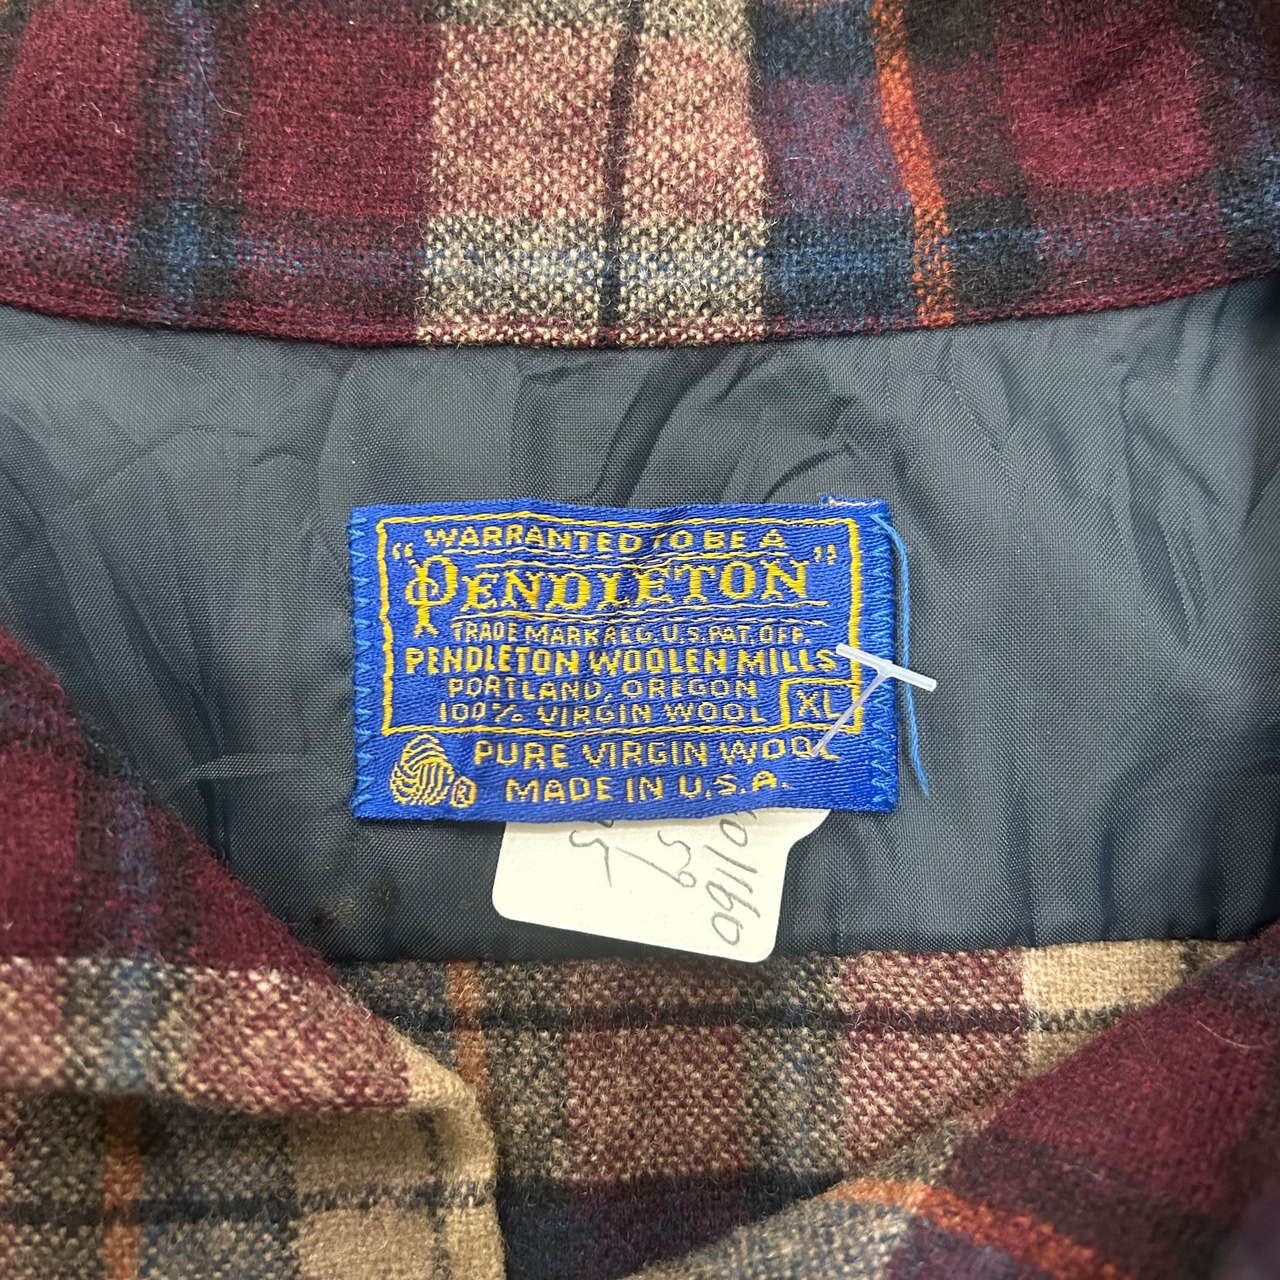 WARRANTED TO BE A
"PENDLETON"
TRADE MARK REG. U.S. PAT. OFF.
PENDLETON WOOLEN MILLS
PORTLAND, OREGON
100% VIRGIN WOOL XL
PURE VIRGIN WOOL
® MADE IN U.S.A.
65